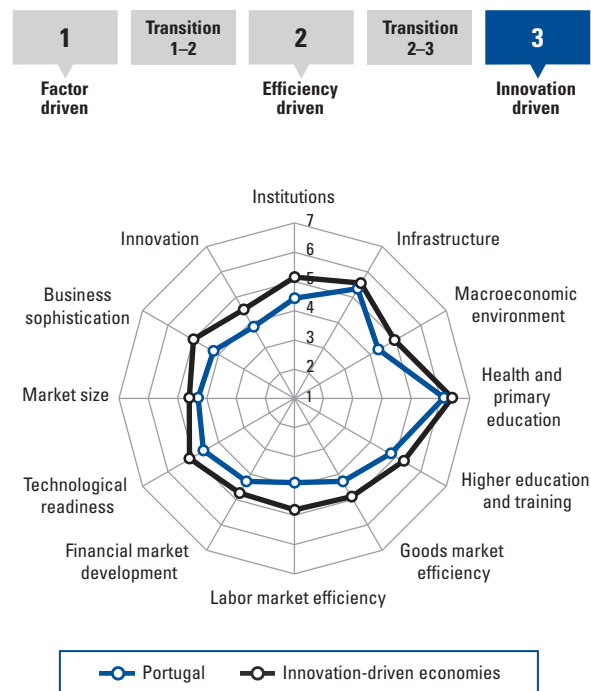 1
Transition
1–2
2
Transition
2–3
3
Factor
driven
Efficiency
driven
Innovation
driven
Institutions
7
Innovation
Infrastructure
6
5
Business
sophistication
Macroeconomic
environment
4
3
2
Market size
1
Health and
primary
education
Technological
readiness
Higher education
and training
Financial market
development
Goods market
efficiency
Labor market efficiency
Portugal
Innovation-driven economies